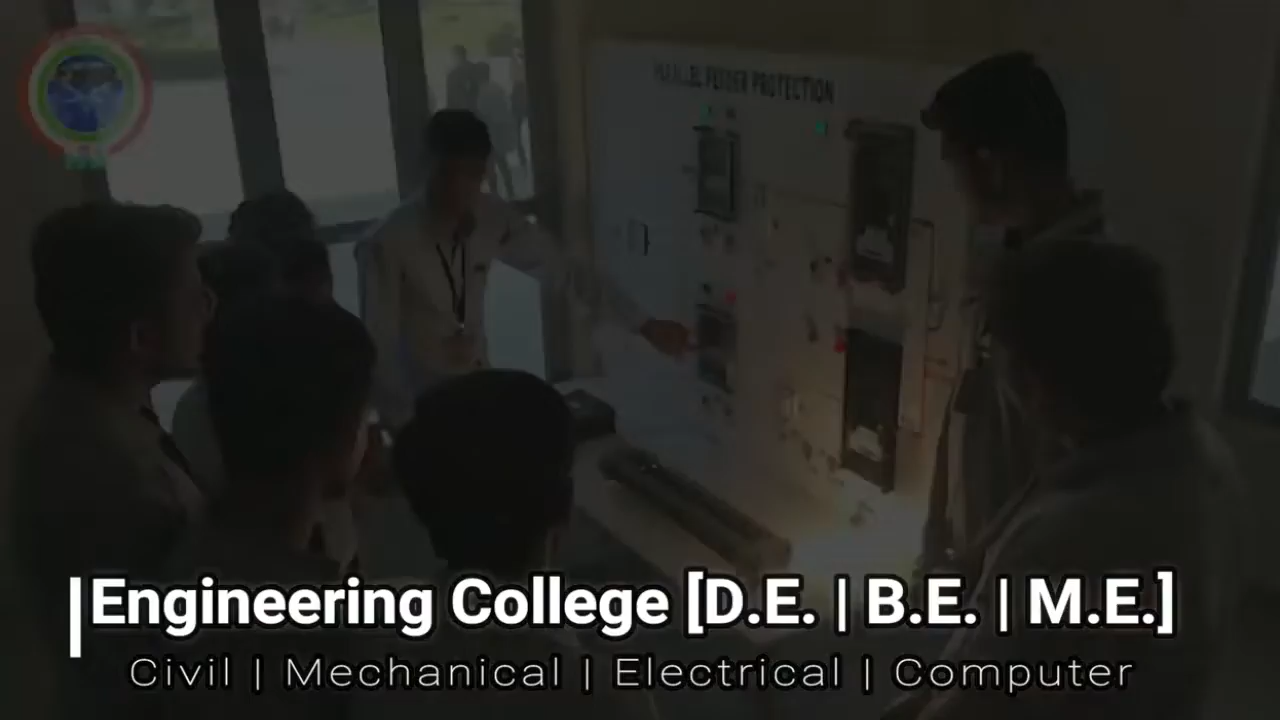 PARALLEL FEEDER PROTECTION
Engineering College [D.E. | B.E. | M.E.]
Civil | Mechanical | Electrical | Computer